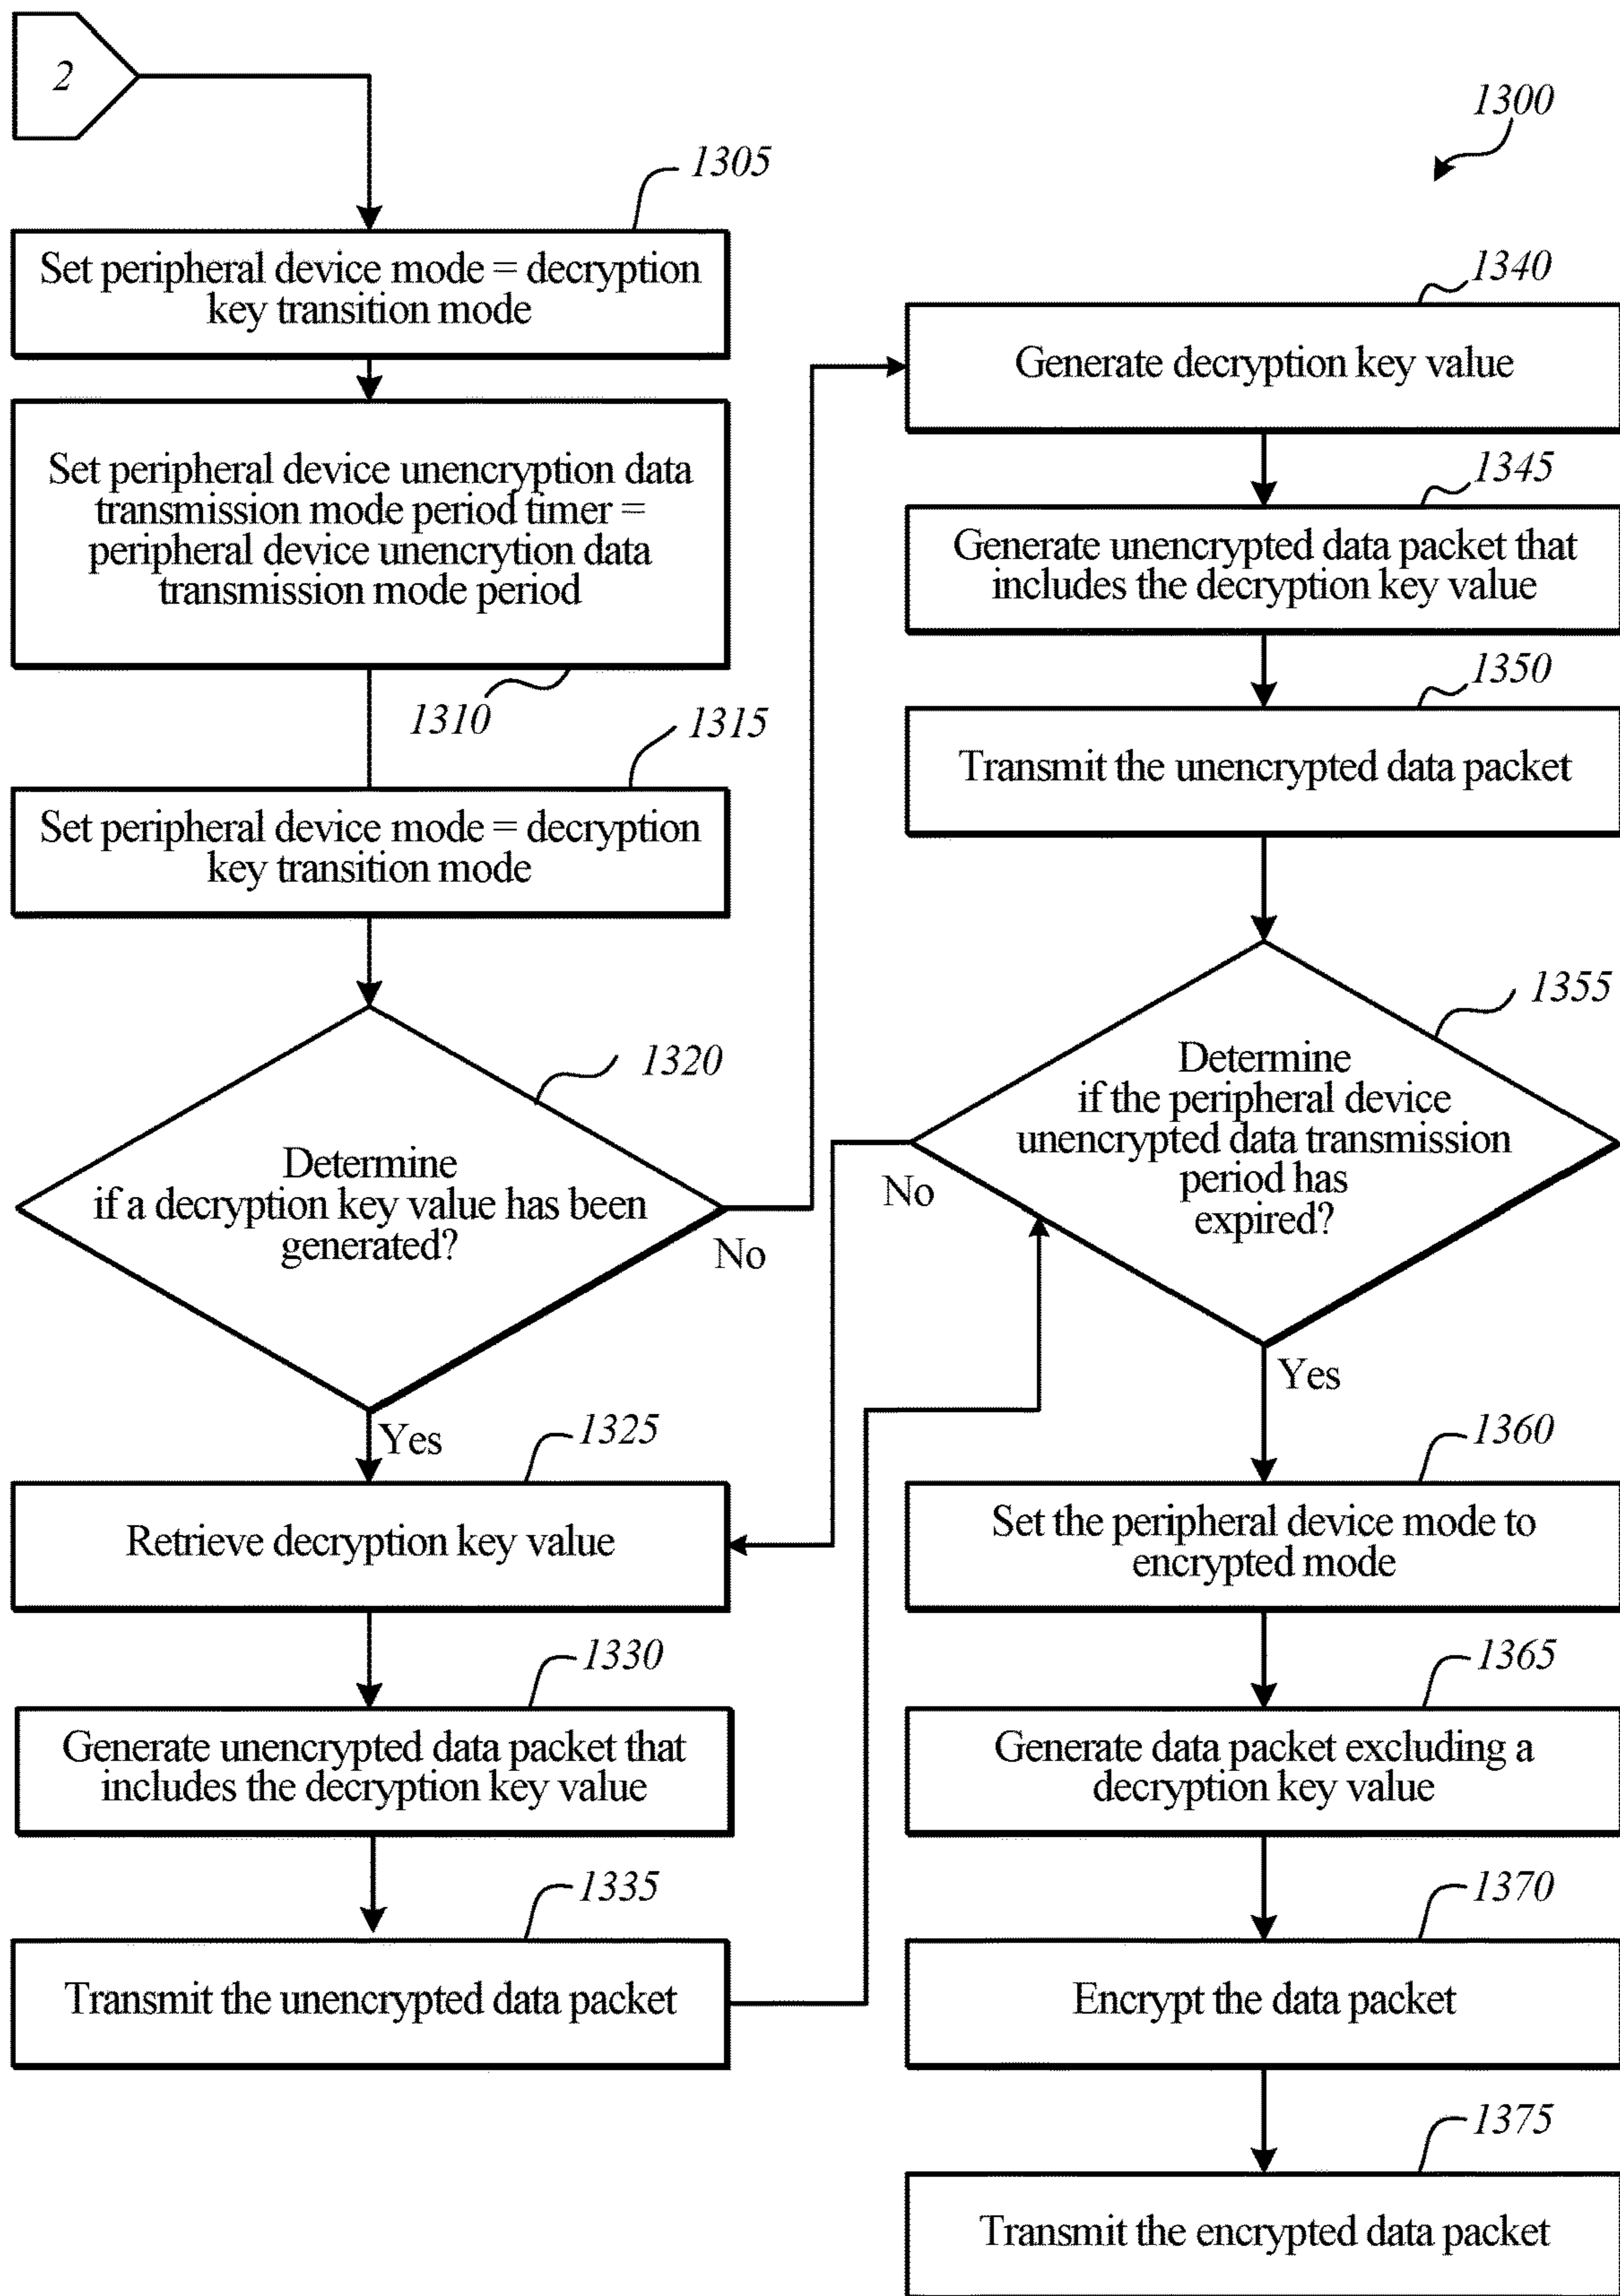 2
1300
1305
Set peripheral device mode = decryption
key transition mode
Set peripheral device unencryption data
transmission mode period timer =
peripheral device unencrytion data
transmission mode period
1310
1315
Set peripheral device mode = decryption
key transition mode
1320
Determine
if a decryption key value has been
generated?
No
Yes
1325
Retrieve decryption key value
1330
Generate unencrypted data packet that
includes the decryption key value
1335
Transmit the unencrypted data packet
1340
Generate decryption key value
1345
Generate unencrypted data packet that
includes the decryption key value
1350
Transmit the unencrypted data packet
1355
Determine
if the peripheral device
unencrypted data transmission
period has
expired?
No
Yes
1360
Set the peripheral device mode to
encrypted mode
1365
Generate data packet excluding a
decryption key value
1370
Encrypt the data packet
1375
Transmit the encrypted data packet